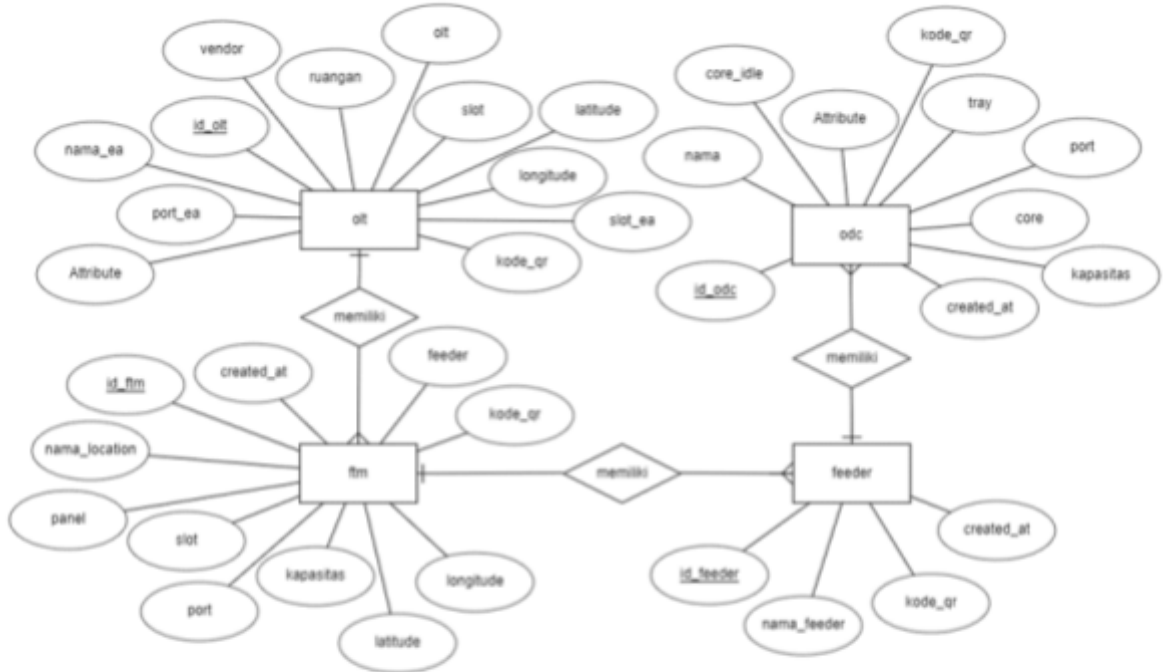 olt
kode_qr
vendor
core_idle
ruangan
tray
slot
latitude
Attribute
id_olt
port
nama_ea
nama
longitude
port_ea
olt
slot_ea
core
odc
kode_qr
Attribute
kapasitas
id_odc
created_at
memiliki
feeder
memiliki
created_at
id_ftm
kode_qr
nama_location
ftm
memiliki
feeder
panel
created_at
slot
kapasitas
longitude
id_feeder
port
kode_qr
nama_feeder
latitude